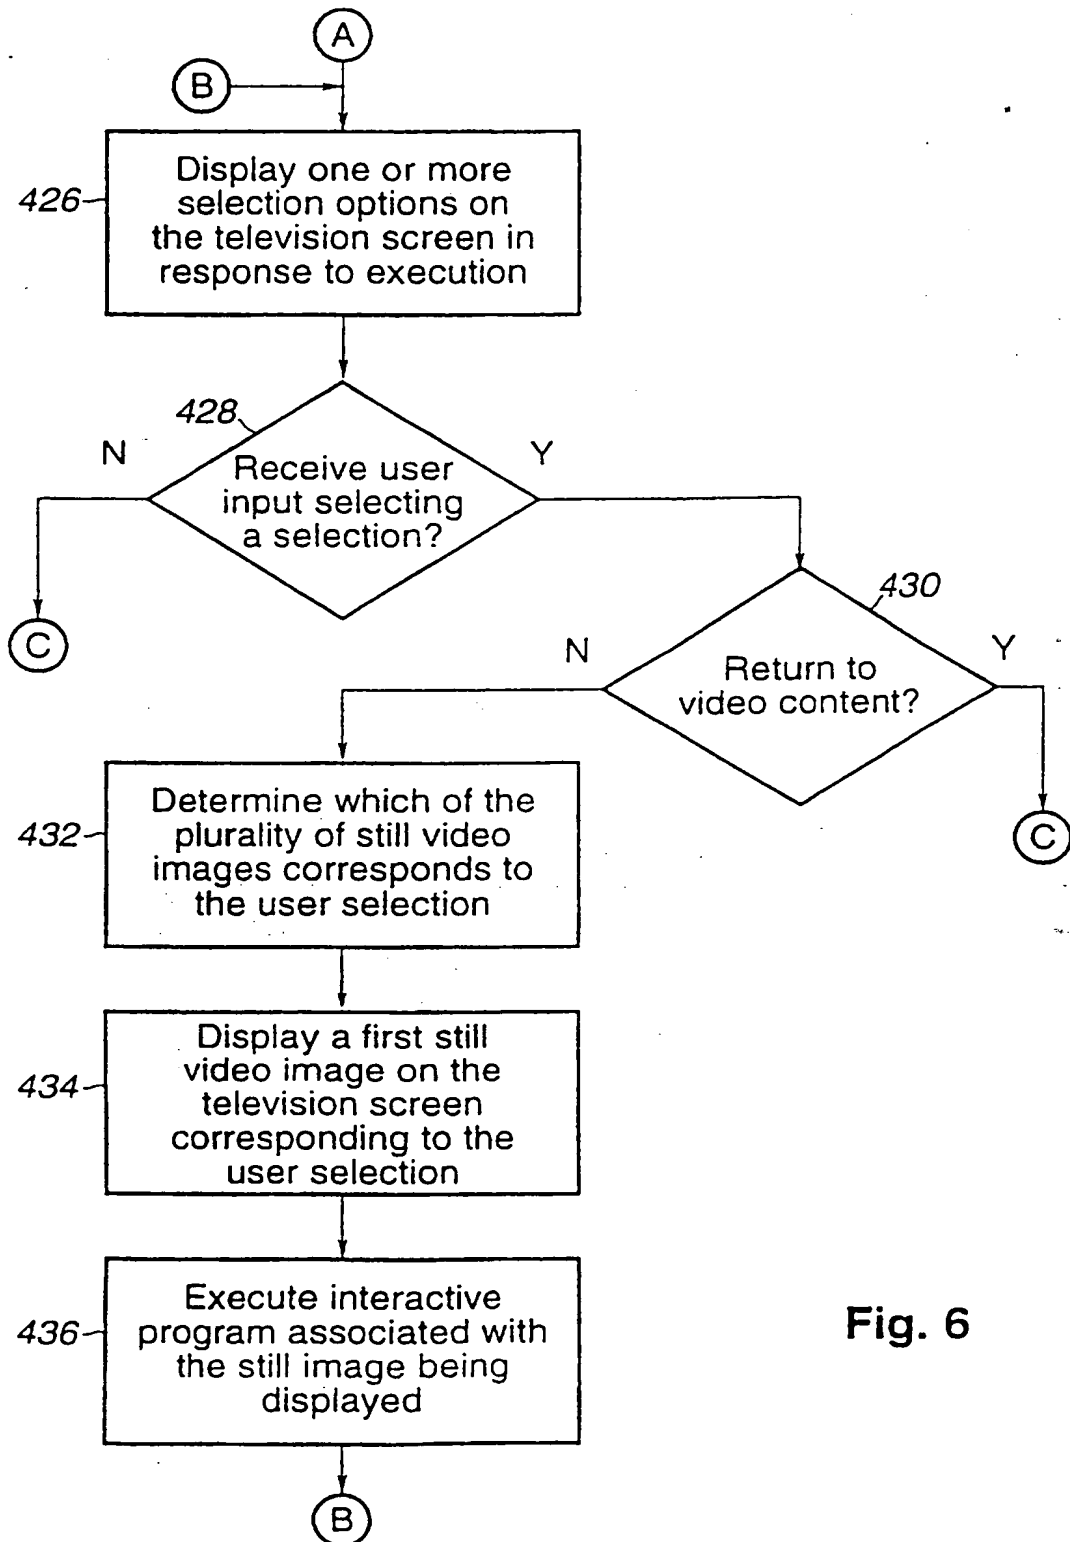 A
B
Display one or more
selection options on
the television screen in
response to execution
426
428
N
Y
Receive user
input selecting
a selection?
C
430
N
Y
Return to
video content?
C
432
Determine which of the
plurality of still video
images corresponds to
the user selection
434
Display a first still
video image on the
television screen
corresponding to the
user selection
436
Execute interactive
program associated with
the still image being
displayed
B
Fig. 6